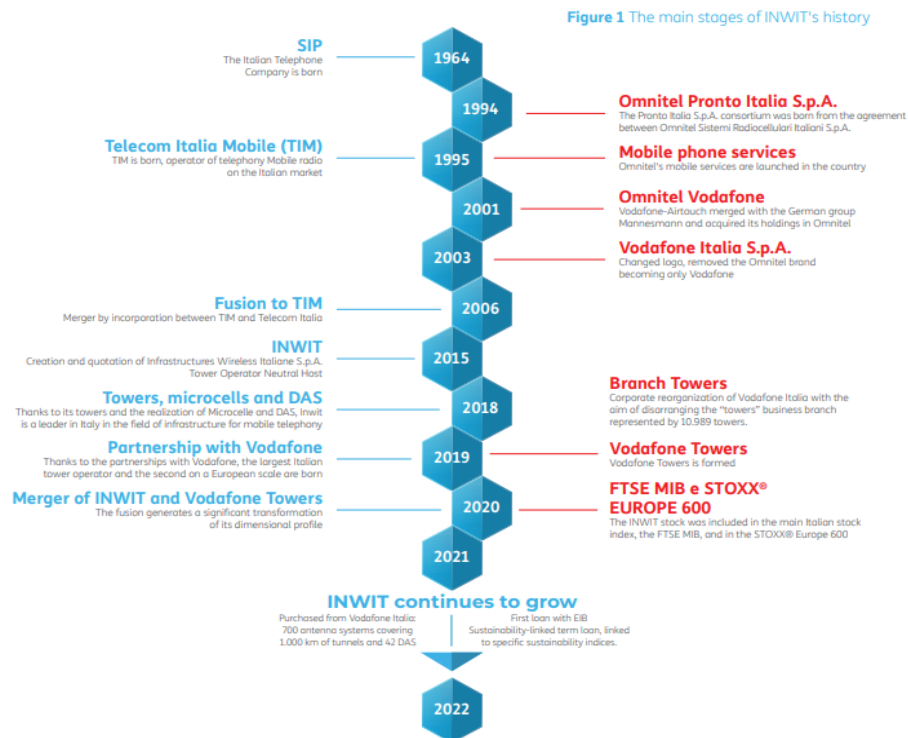 Figure 1 The main stages of INWIT's history
SIP
The Italian Telephone
Company is born
1964
1994
Omnitel Pronto Italia S.p.A.
The Pronto Italia S.p.A. consortium was born from the agreement
between Omnitel Sistemi Radiocellulari Italiani S.p.A.
Telecom Italia Mobile (TIM)
TIM is born, operator of telephony Mobile radio
on the Italian market
1995
Mobile phone services
Omnitel's mobile services are launched in the country
2001
Omnitel Vodafone
Vodafone-Airtouch merged with the German group
Mannesmann and acquired its holdings in Omnitel
2003
Vodafone Italia S.p.A.
Changed logo, removed the Omnitel brand
becoming only Vodafone
Fusion to TIM
Merger by incorporation between TIM and Telecom Italia
2006
INWIT
Creation and quotation of Infrastructures Wireless Italiane S.p.A.
Tower Operator Neutral Host
2015
Towers, microcells and DAS
Thanks to its towers and the realization of Microcelle and DAS, Inwit
is a leader in Italy in the field of infrastructure for mobile telephony
2018
Branch Towers
Corporate reorganization of Vodafone Italia with the
aim of disarranging the "towers" business branch
represented by 10.989 towers.
Partnership with Vodafone
Thanks to the partnerships with Vodafone, the largest Italian
tower operator and the second on a European scale are born
2019
Vodafone Towers
Vodafone Towers is formed
Merger of INWIT and Vodafone Towers
The fusion generates a significant transformation
of its dimensional profile
2020
FTSE MIB e STOXX®
EUROPE 600
The INWIT stock was included in the main Italian stock
index, the FTSE MIB, and in the STOXX® Europe 600
2021
INWIT continues to grow
Purchased from Vodafone Italia:
700 antenna systems covering
1.000 km of tunnels and 42 DAS
First loan with EIB
Sustainability-linked term loan, linked
to specific sustainability indices.
2022